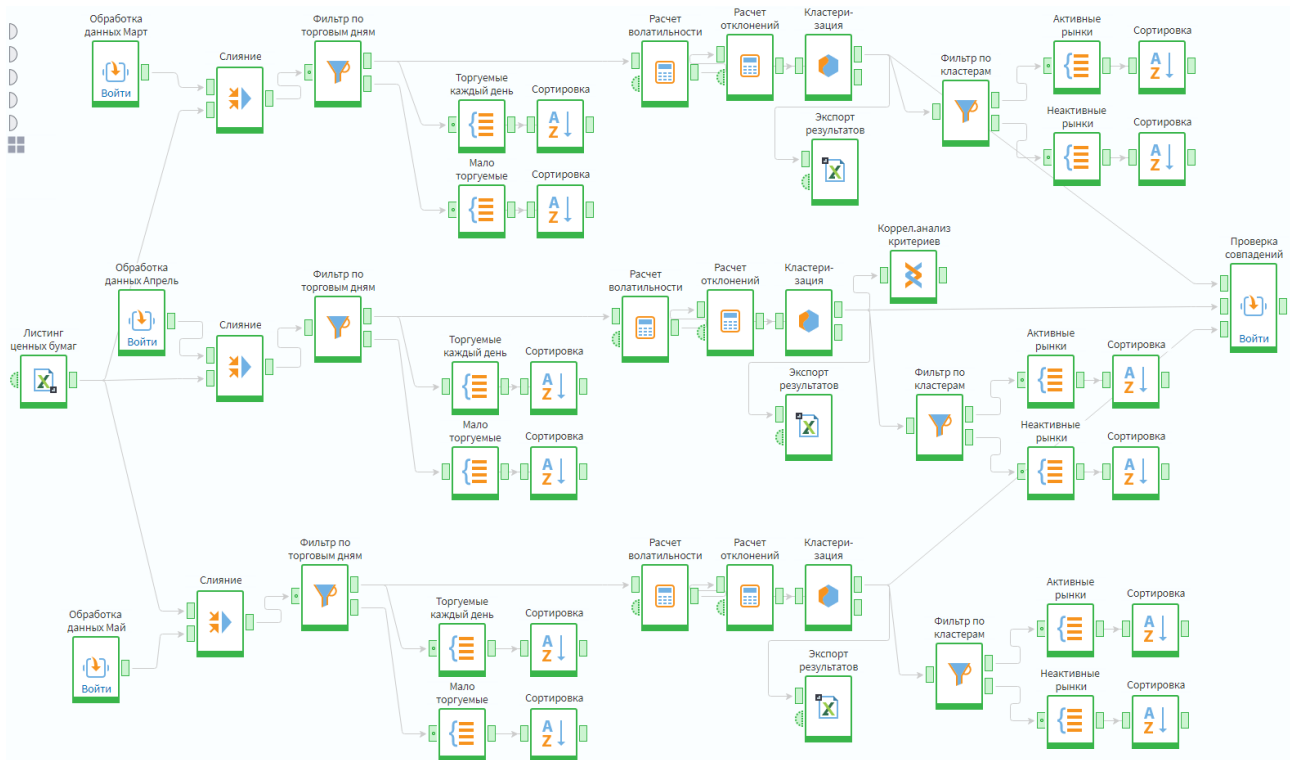 Обработка
данных Март
Войти
Слияние
Фильтр по
торговым дням
Торгуемые
каждый день
Сортировка
Мало
торгуемые
Сортировка
Расчет
волатильности
Расчет
отклонений
Кластери-
зация
Экспорт
результатов
Фильтр по
кластерам
Активные
рынки
Сортировка
Неактивные
рынки
Сортировка
Листинг
ценных бумаг
Обработка
данных Апрель
Войти
Слияние
Фильтр по
торговым дням
Торгуемые
каждый день
Сортировка
Мало
торгуемые
Сортировка
Расчет
волатильности
Расчет
отклонений
Кластери-
зация
Коррел.анализ
критериев
Экспорт
результатов
Фильтр по
кластерам
Активные
рынки
Сортировка
Неактивные
рынки
Сортировка
Проверка
совпадений
Войти
Обработка
данных Май
Войти
Слияние
Фильтр по
торговым дням
Торгуемые
каждый день
Сортировка
Мало
торгуемые
Сортировка
Расчет
волатильности
Расчет
отклонений
Кластери-
зация
Экспорт
результатов
Фильтр по
кластерам
Активные
рынки
Сортировка
Неактивные
рынки
Сортировка